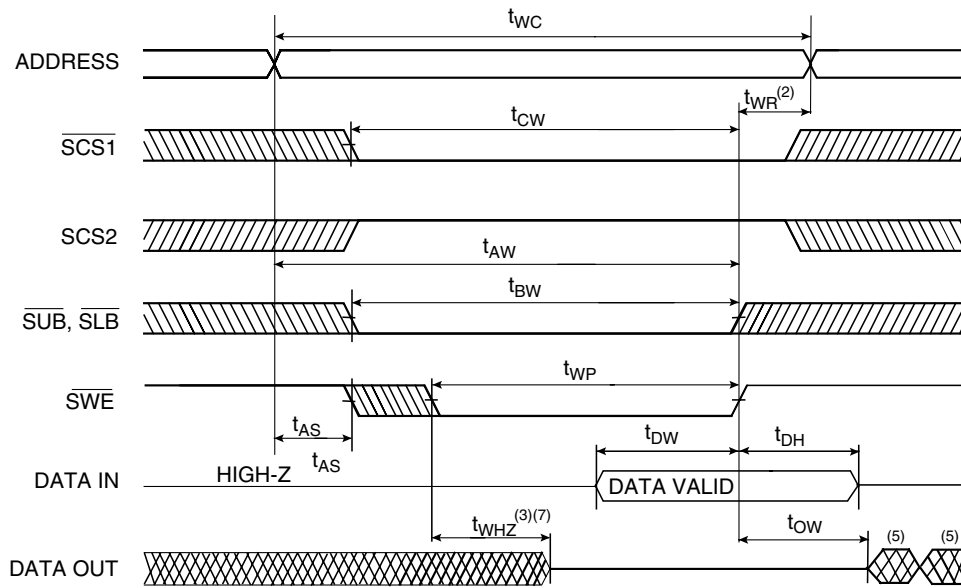 tWC
ADDRESS
tWR(2)
tCW
SCS1
SCS2
tAW
tBW
SUB, SLB
tWP
SWE
tAS
tDW
tDH
tAS
HIGH-Z
DATA IN
DATA VALID
tWHZ(3)(7)
tOW
(5)
(5)
DATA OUT